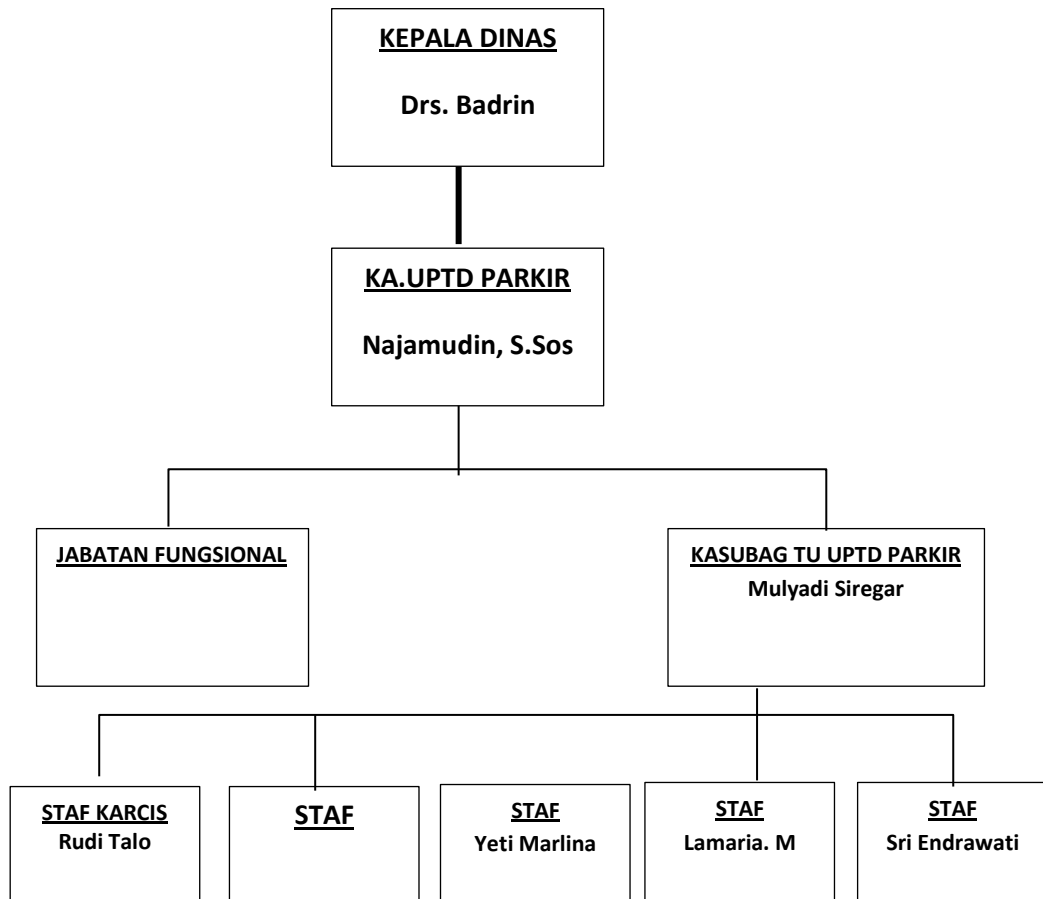 KEPALA DINAS
Drs. Badrin
KA.UPTD PARKIR
Najamudin, S.Sos
JABATAN FUNGSIONAL
KASUBAG TU UPTD PARKIR
Mulyadi Siregar
STAF KARCIS
Rudi Talo
STAF
STAF
Yeti Marlina
STAF
Lamaria. M
STAF
Sri Endrawati